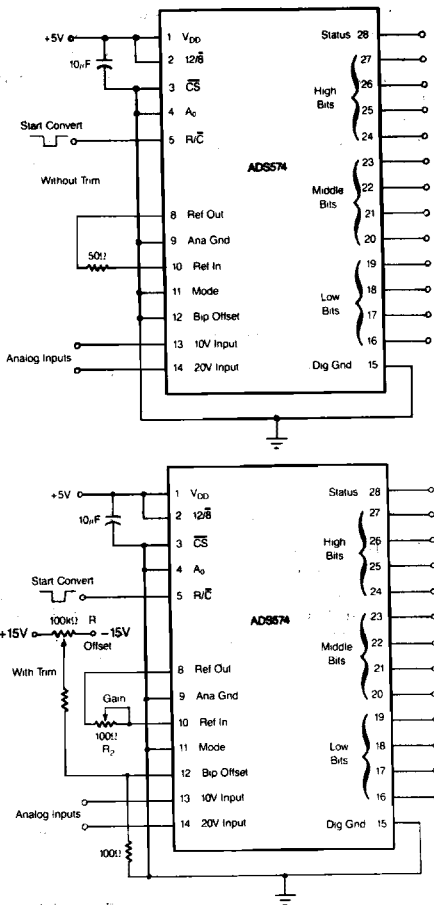 +5V
10µF
1 V_DD
2 12/8̅
3 C̅S̅
4 A₀
5 R/C̅
Start Convert
Without Trim
8 Ref Out
9 Ana Gnd
50Ω
10 Ref In
11 Mode
12 Bip Offset
13 10V Input
14 20V Input
Analog Inputs
ADS574
Status 28
27
26
High
Bits
25
24
23
22
Middle
Bits
21
20
19
18
Low
Bits
17
16
Dig Gnd 15
+5V
10µF
1 V_DD
2 12/8̅
3 C̅S̅
4 A₀
5 R/C̅
Start Convert
100kΩ R
+15V
-15V
Offset
With Trim
8 Ref Out
9 Ana Gnd
Gain
10 Ref In
100Ω
R₂
11 Mode
12 Bip Offset
13 10V Input
14 20V Input
Analog Inputs
100Ω
ADS574
Status 28
27
High
Bits
26
25
24
23
Middle
Bits
22
21
20
19
Low
Bits
18
17
16
Dig Gnd 15